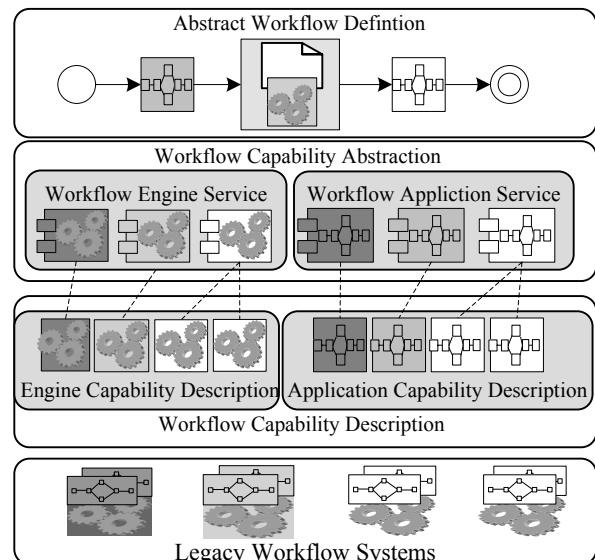 Abstract Workflow Defintion
Workflow Capability Abstraction
Workflow Engine Service
Workflow Appliction Service
Engine Capability Description
Application Capability Description
Workflow Capability Description
Legacy Workflow Systems